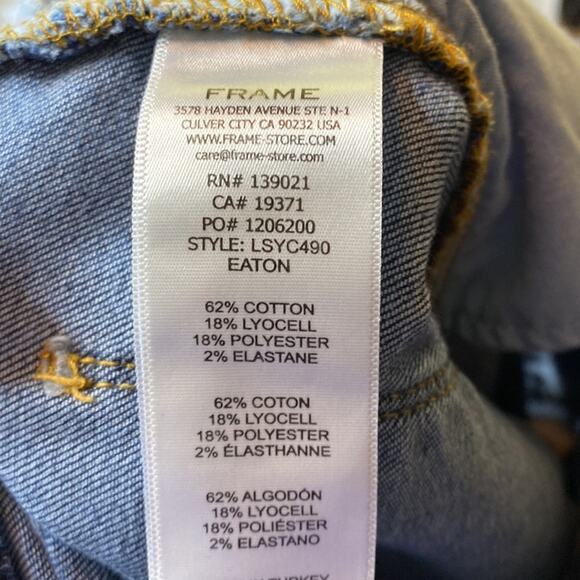 FRAME
3578 HAYDEN AVENUE STE N-1
CULVER CITY CA 90232 USA
WWW.FRAME-STORE.COM
care@frame-store.com
RN# 139021
CA# 19371
PO# 1206200
STYLE: LSYC490
EATON
62% COTTON
18% LYOCELL
18% POLYESTER
2% ELASTANE
62% COTON
18% LYOCELL
18% POLYESTER
2% ÉLASTHANNE
62% ALGODÓN
18% LYOCELL
18% POLIÉSTER
2% ELASTANO
TURKEY